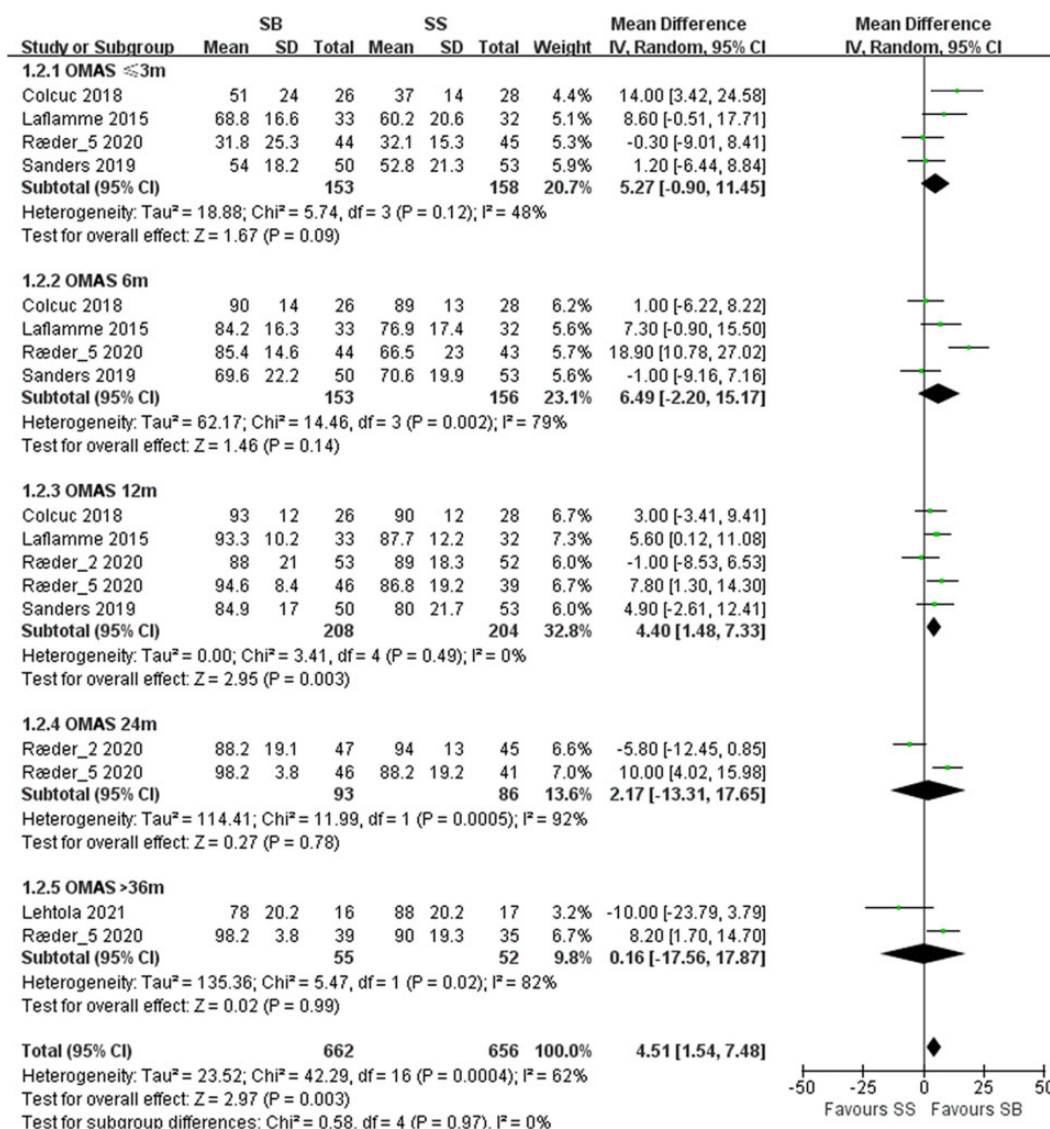 SB SS Mean Difference Mean Difference
Study or Subgroup Mean SD Total Mean SD Total Weight IV, Random, 95% CI IV, Random, 95% CI
1.2.1 OMAS ≤3m
Colcuc 2018 51 24 26 37 14 28 4.4% 14.00 [3.42, 24.58]
Laflamme 2015 68.8 16.6 33 60.2 20.6 32 5.1% 8.60 [-0.51, 17.71]
Ræder_5 2020 31.8 25.3 44 32.1 15.3 45 5.3% -0.30 [-9.01, 8.41]
Sanders 2019 54 18.2 50 52.8 21.3 53 5.9% 1.20 [-6.44, 8.84]
Subtotal (95% CI) 153 158 20.7% 5.27 [-0.90, 11.45]
Heterogeneity: Tau² = 18.88; Chi² = 5.74, df = 3 (P = 0.12); I² = 48%
Test for overall effect: Z = 1.67 (P = 0.09)
1.2.2 OMAS 6m
Colcuc 2018 90 14 26 89 13 28 6.2% 1.00 [-6.22, 8.22]
Laflamme 2015 84.2 16.3 33 76.9 17.4 32 5.6% 7.30 [-0.90, 15.50]
Ræder_5 2020 85.4 14.6 44 66.5 23 43 5.7% 18.90 [10.78, 27.02]
Sanders 2019 69.6 22.2 50 70.6 19.9 53 5.6% -1.00 [-9.16, 7.16]
Subtotal (95% CI) 153 156 23.1% 6.49 [-2.20, 15.17]
Heterogeneity: Tau² = 62.17; Chi² = 14.46, df = 3 (P = 0.002); I² = 79%
Test for overall effect: Z = 1.46 (P = 0.14)
1.2.3 OMAS 12m
Colcuc 2018 93 12 26 90 12 28 6.7% 3.00 [-3.41, 9.41]
Laflamme 2015 93.3 10.2 33 87.7 12.2 32 7.3% 5.60 [0.12, 11.08]
Ræder_2 2020 88 21 53 89 18.3 52 6.0% -1.00 [-8.53, 6.53]
Ræder_5 2020 94.6 8.4 46 86.8 19.2 39 6.7% 7.80 [1.30, 14.30]
Sanders 2019 84.9 17 50 80 21.7 53 6.0% 4.90 [-2.61, 12.41]
Subtotal (95% CI) 208 204 32.8% 4.40 [1.48, 7.33]
Heterogeneity: Tau² = 0.00; Chi² = 3.41, df = 4 (P = 0.49); I² = 0%
Test for overall effect: Z = 2.95 (P = 0.003)
1.2.4 OMAS 24m
Ræder_2 2020 88.2 19.1 47 94 13 45 6.6% -5.80 [-12.45, 0.85]
Ræder_5 2020 98.2 3.8 46 88.2 19.2 41 7.0% 10.00 [4.02, 15.98]
Subtotal (95% CI) 93 86 13.6% 2.17 [-13.31, 17.65]
Heterogeneity: Tau² = 114.41; Chi² = 11.99, df = 1 (P = 0.0005); I² = 92%
Test for overall effect: Z = 0.27 (P = 0.78)
1.2.5 OMAS >36m
Lehtola 2021 78 20.2 16 88 20.2 17 3.2% -10.00 [-23.79, 3.79]
Ræder_5 2020 98.2 3.8 39 90 19.3 35 6.7% 8.20 [1.70, 14.70]
Subtotal (95% CI) 55 52 9.8% 0.16 [-17.56, 17.87]
Heterogeneity: Tau² = 135.36; Chi² = 5.47, df = 1 (P = 0.02); I² = 82%
Test for overall effect: Z = 0.02 (P = 0.99)
Total (95% CI) 662 656 100.0% 4.51 [1.54, 7.48]
Heterogeneity: Tau² = 23.52; Chi² = 42.29, df = 16 (P = 0.0004); I² = 62%
Test for overall effect: Z = 2.97 (P = 0.003)
Test for subgroup differences: Chi² = 0.58, df = 4 (P = 0.97), I² = 0%
-50 -25 0 25 50
Favours SS Favours SB